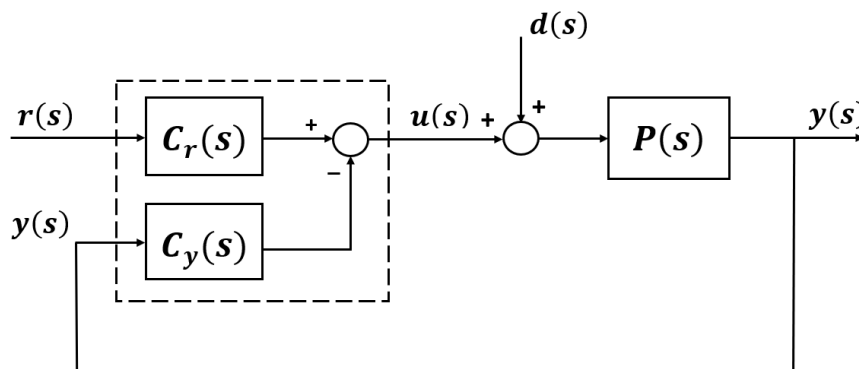 d(s)
r(s)
C_r(s)
+
−
u(s)
+
+
P(s)
y(s)
y(s)
C_y(s)